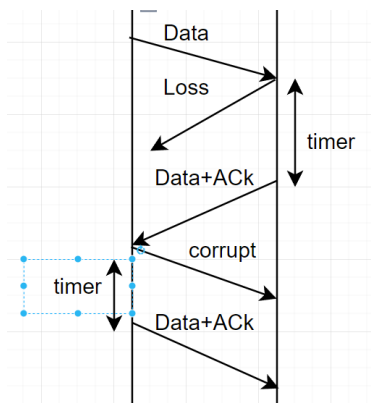 Data
Loss
timer
Data+ACk
corrupt
timer
Data+ACk